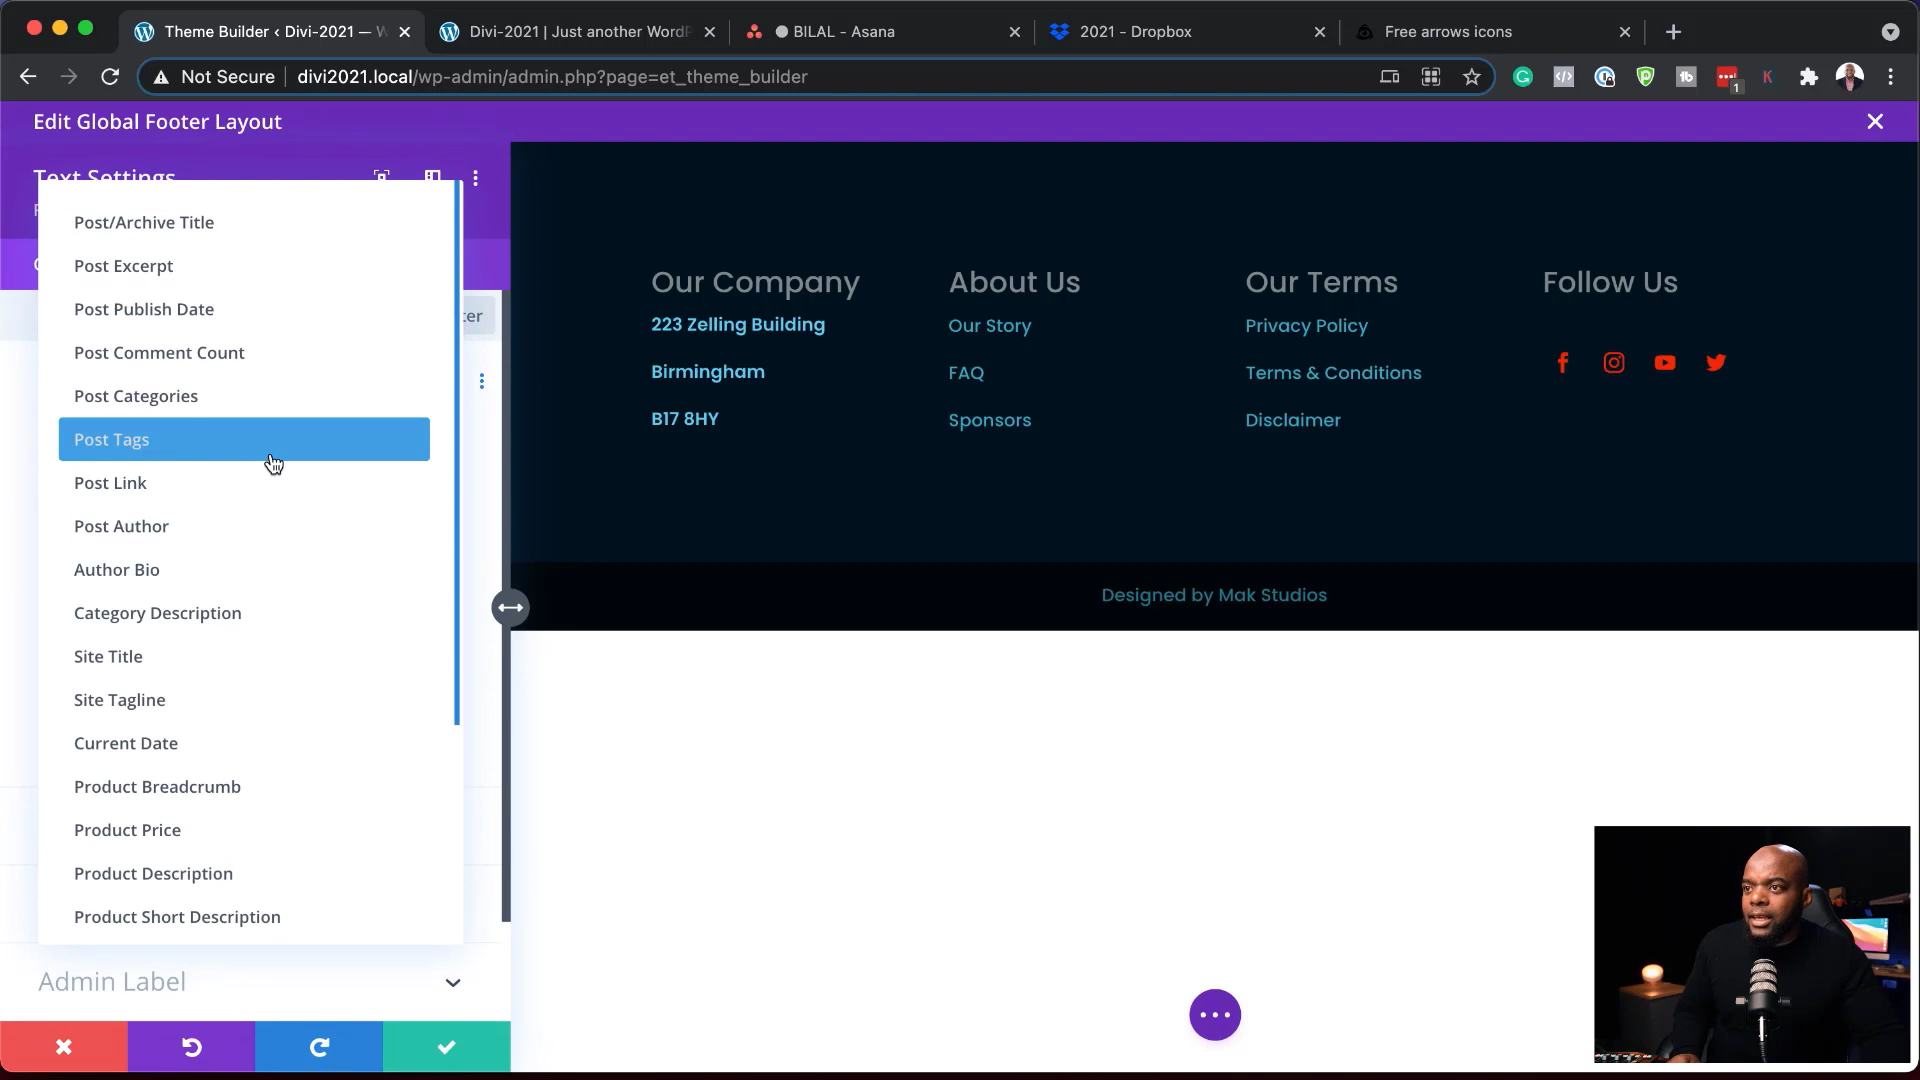 Theme Builder ‹ Divi-2021 — W
Divi-2021 | Just another WordP
BILAL - Asana
2021 - Dropbox
Free arrows icons
Not Secure
divi2021.local/wp-admin/admin.php?page=et_theme_builder
1
Edit Global Footer Layout
Text Settings
Post/Archive Title
Post Excerpt
Post Publish Date
Post Comment Count
Post Categories
Post Tags
Post Link
Post Author
Author Bio
Category Description
Site Title
Site Tagline
Current Date
Product Breadcrumb
Product Price
Product Description
Product Short Description
Admin Label
Our Company
223 Zelling Building
Birmingham
B17 8HY
About Us
Our Story
FAQ
Sponsors
Our Terms
Privacy Policy
Terms & Conditions
Disclaimer
Follow Us
Designed by Mak Studios